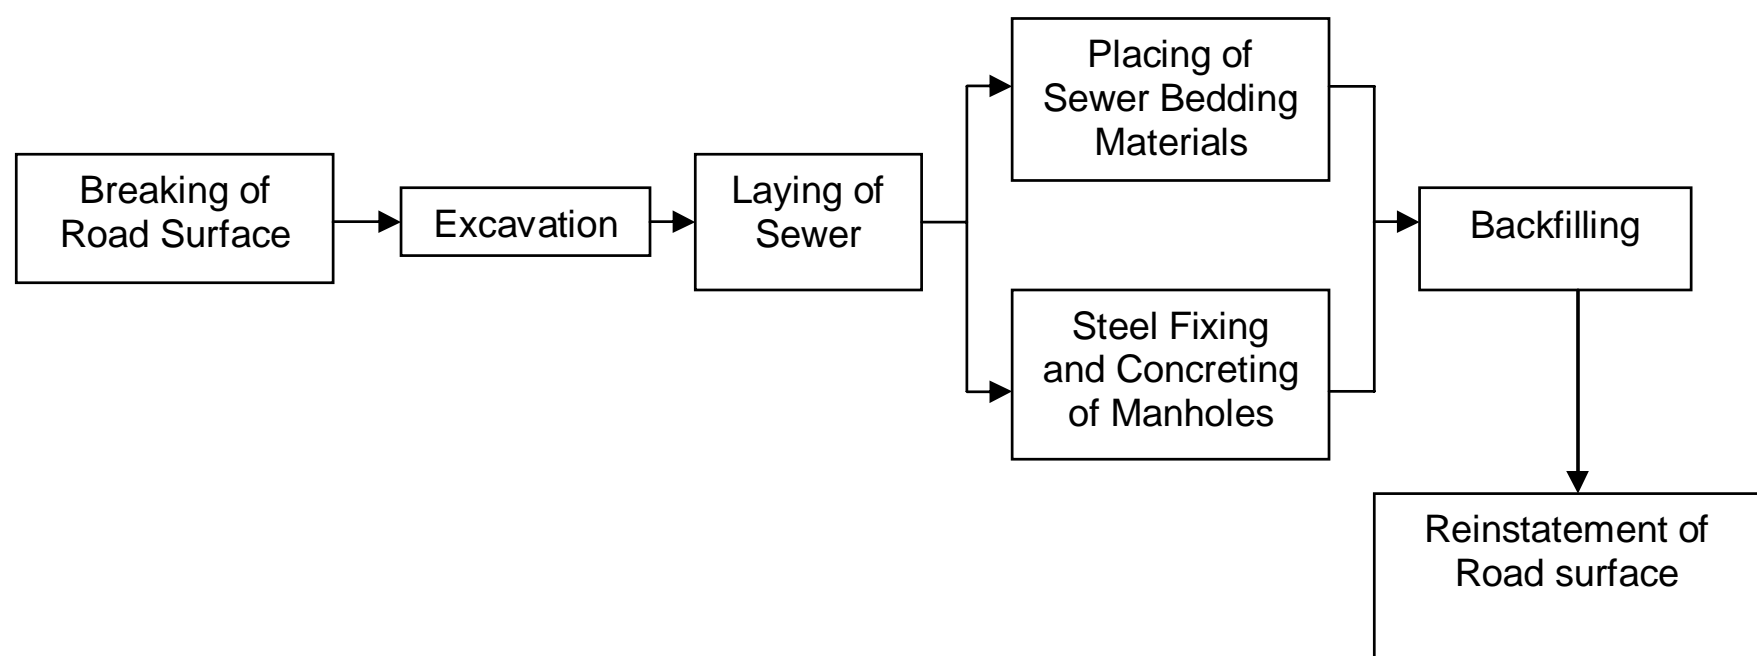 Breaking of
Road Surface
Excavation
Laying of
Sewer
Placing of
Sewer Bedding
Materials
Steel Fixing
and Concreting
of Manholes
Backfilling
Reinstatement of
Road surface